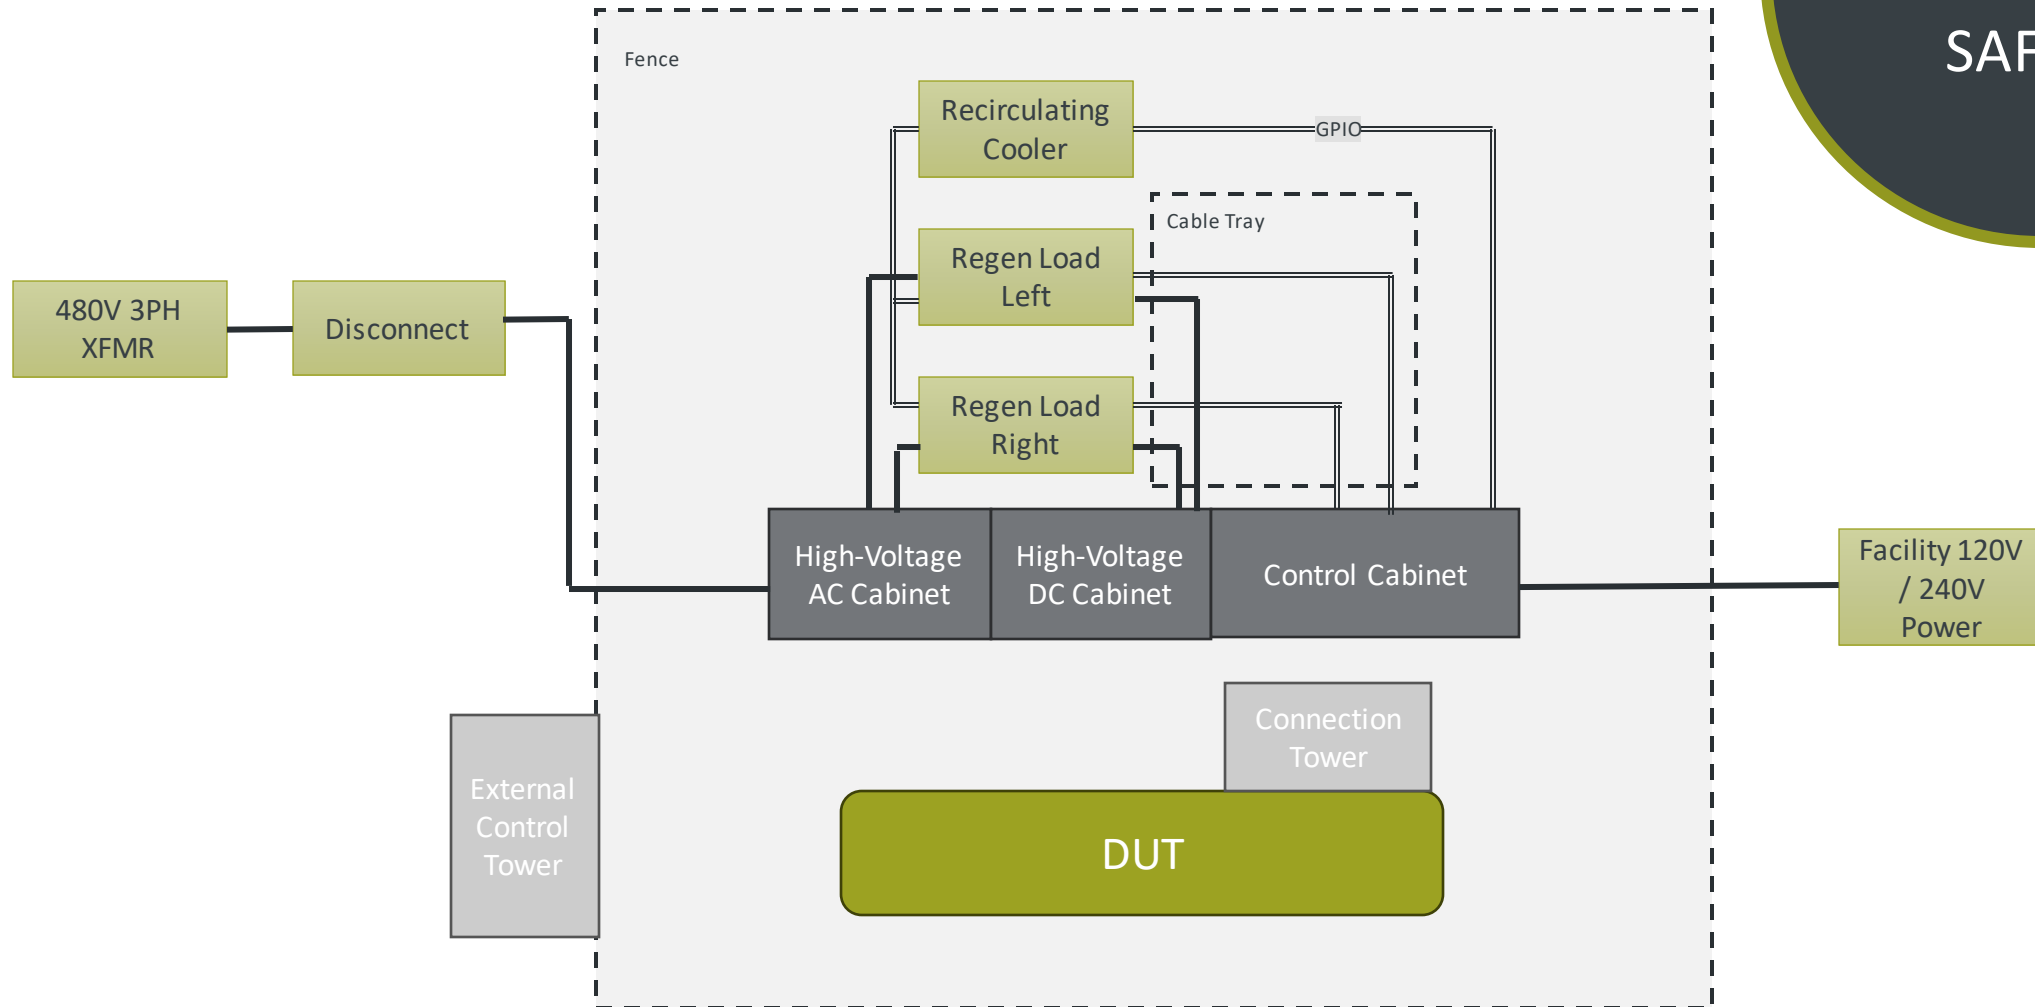 SAF
Fence
Recirculating
Cooler
GPIO
Cable Tray
Regen Load
Left
480V 3PH
XFMR
Disconnect
Regen Load
Right
High-Voltage
AC Cabinet
High-Voltage
DC Cabinet
Control Cabinet
Facility 120V
/ 240V
Power
Connection
Tower
External
Control
Tower
DUT